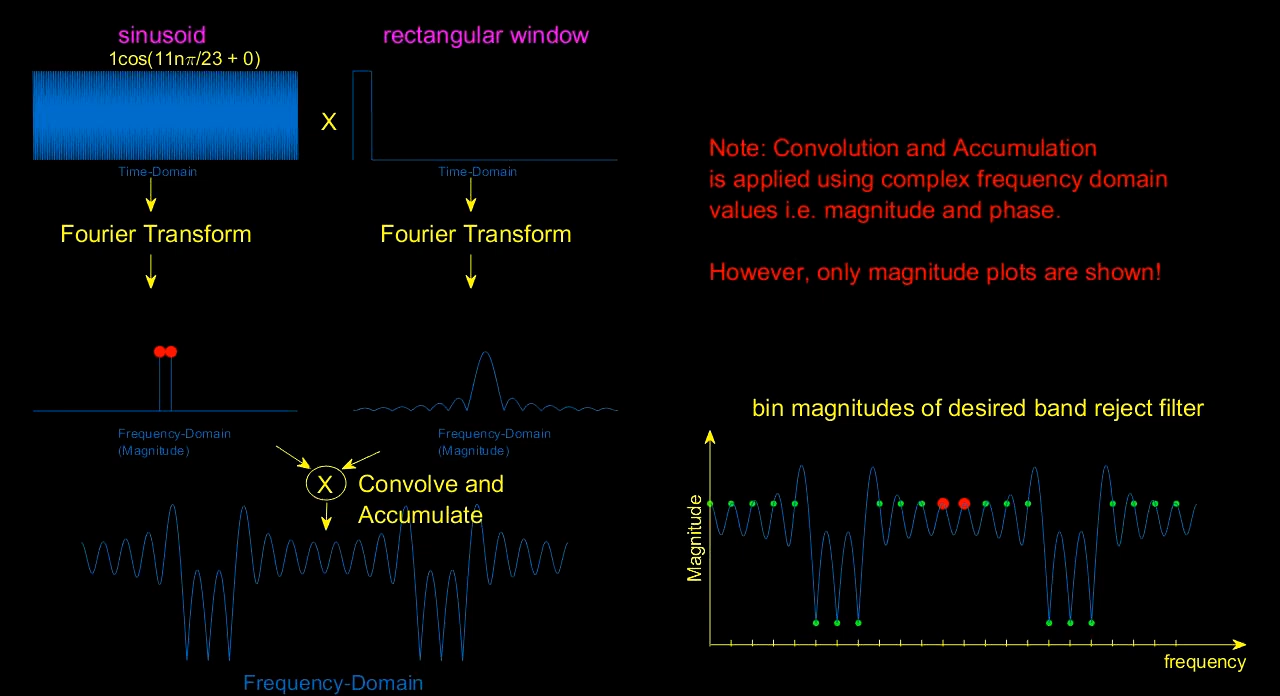 sinusoid
1cos(11nπ/23 + 0)
rectangular window
X
Time-Domain
Time-Domain
Fourier Transform
Fourier Transform
Note: Convolution and Accumulation
is applied using complex frequency domain
values i.e. magnitude and phase.
However, only magnitude plots are shown!
Frequency-Domain
(Magnitude)
Frequency-Domain
(Magnitude)
X
Convolve and
Accumulate
Frequency-Domain
bin magnitudes of desired band reject filter
Magnitude
frequency